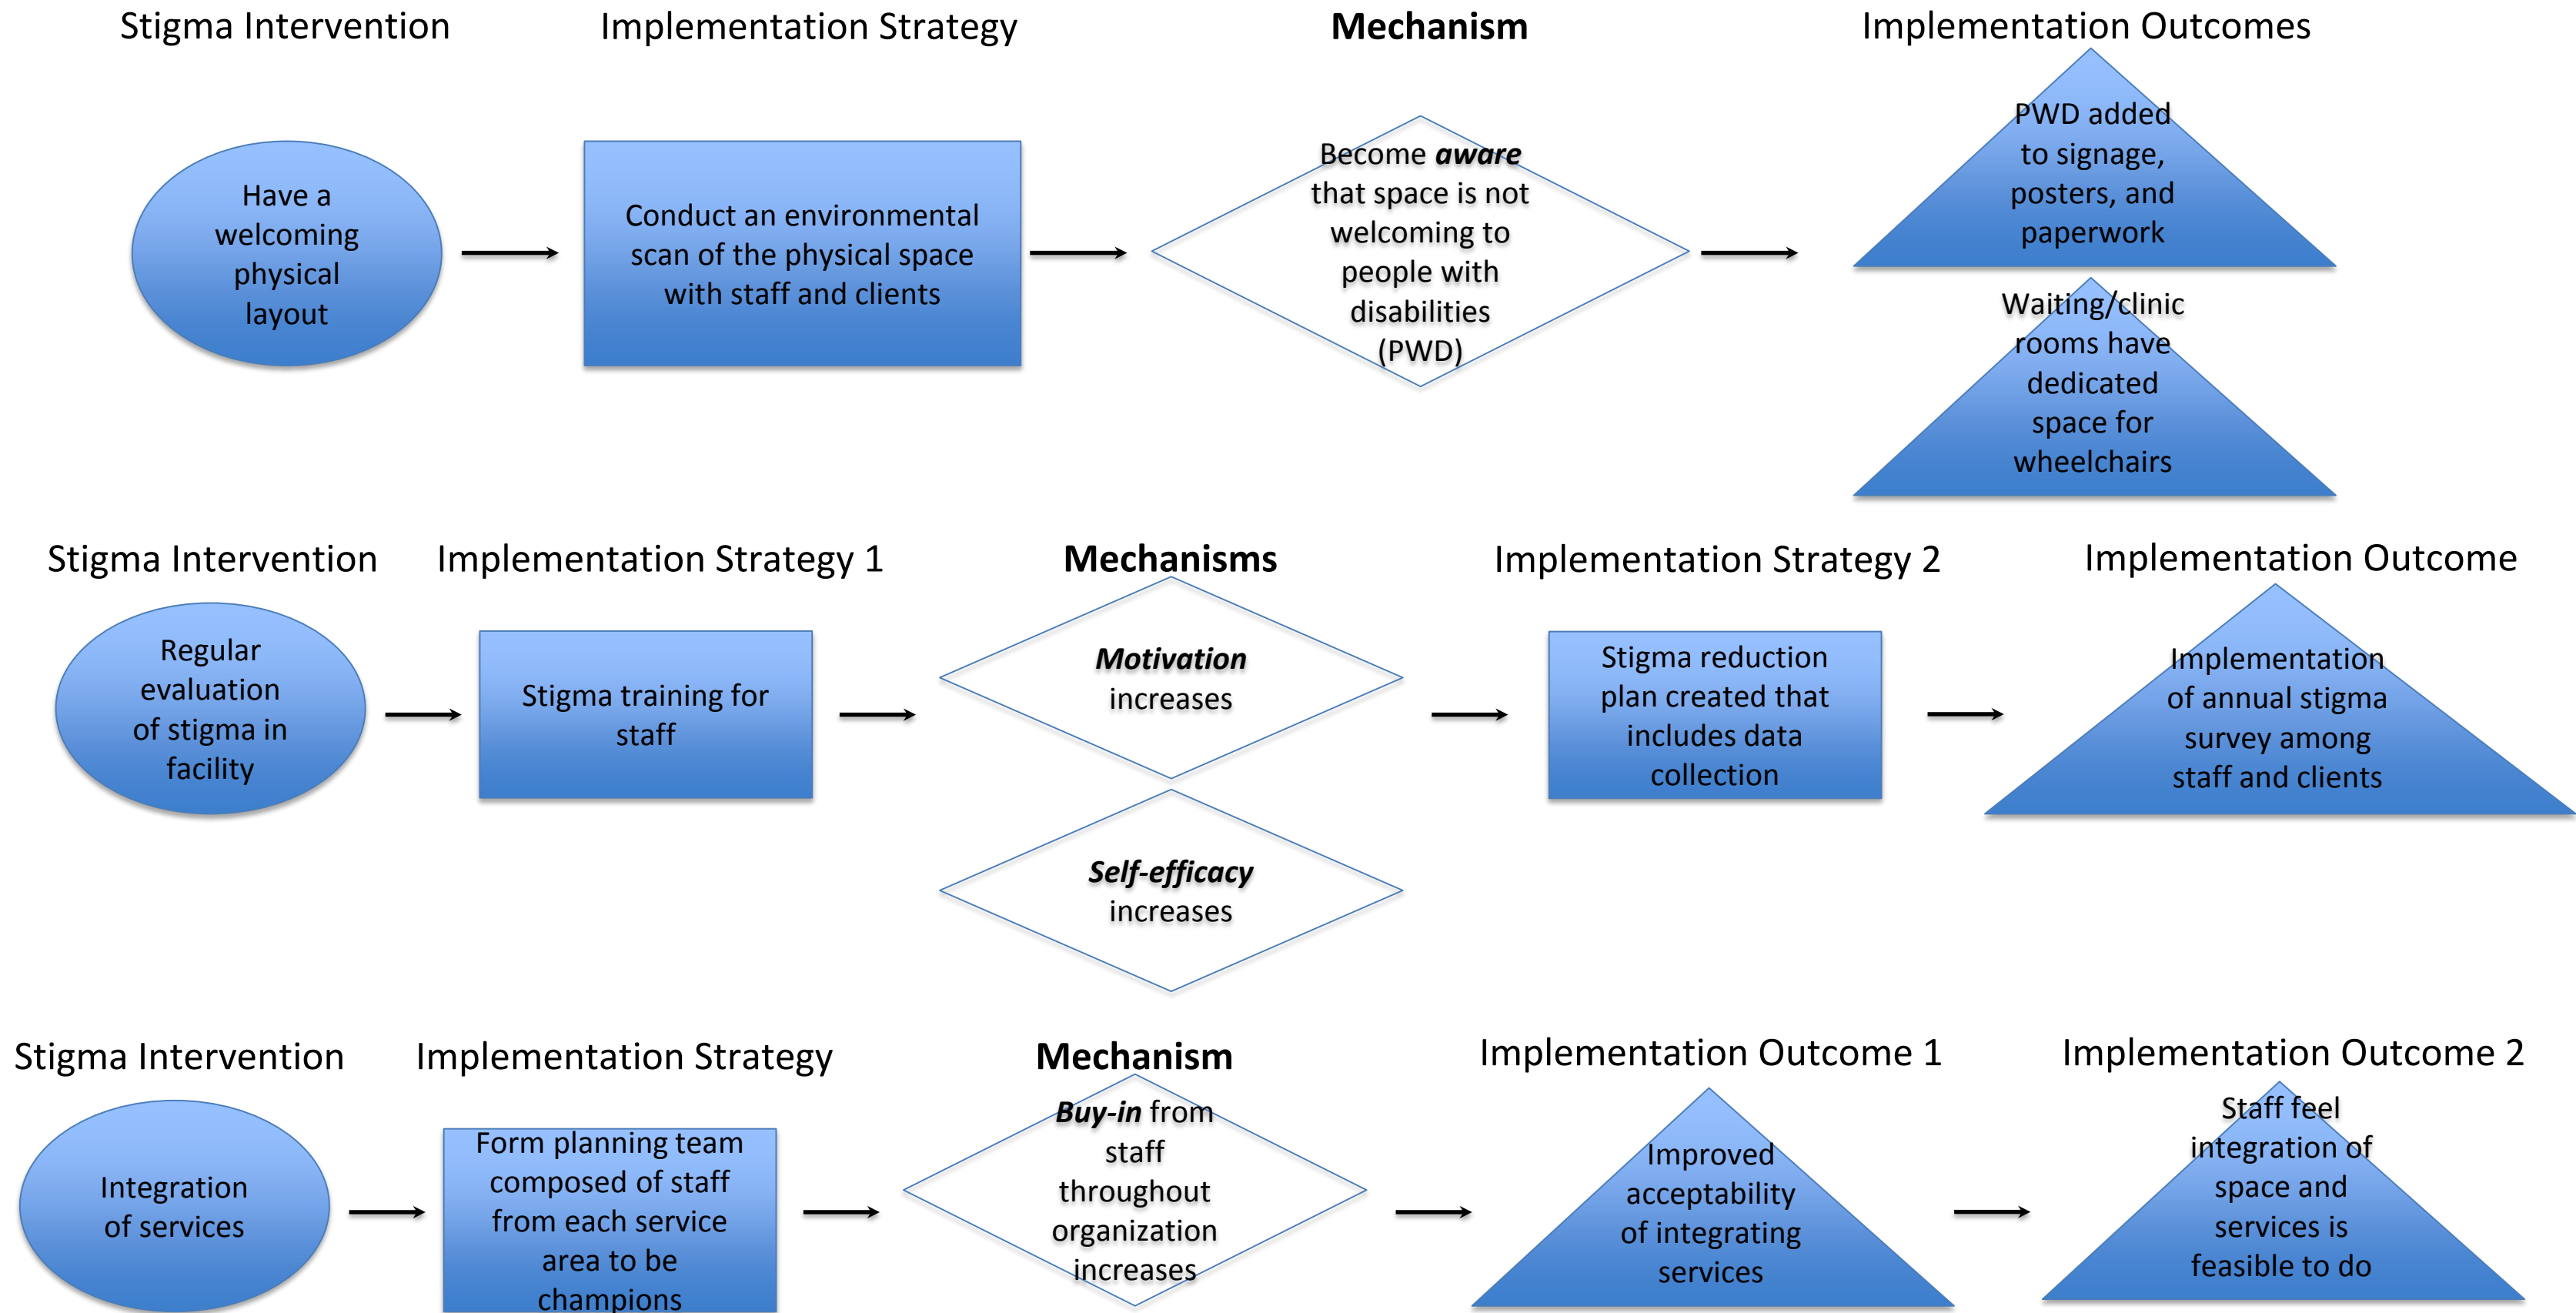 Stigma Intervention
Implementation Strategy
Mechanism
Implementation Outcomes
Have a
welcoming
physical
layout
Conduct an environmental
scan of the physical space
with staff and clients
Become aware
that space is not
welcoming to
people with
disabilities
(PWD)
PWD added
to signage,
posters, and
paperwork
Waiting/clinic
rooms have
dedicated
space for
wheelchairs
Stigma Intervention
Implementation Strategy 1
Mechanisms
Implementation Strategy 2
Implementation Outcome
Regular
evaluation
of stigma in
facility
Stigma training for
staff
Motivation
increases
Self-efficacy
increases
Stigma reduction
plan created that
includes data
collection
Implementation
of annual stigma
survey among
staff and clients
Stigma Intervention
Implementation Strategy
Mechanism
Implementation Outcome 1
Implementation Outcome 2
Integration
of services
Form planning team
composed of staff
from each service
area to be
champions
Buy-in from
staff
throughout
organization
increases
Improved
acceptability
of integrating
services
Staff feel
integration of
space and
services is
feasible to do